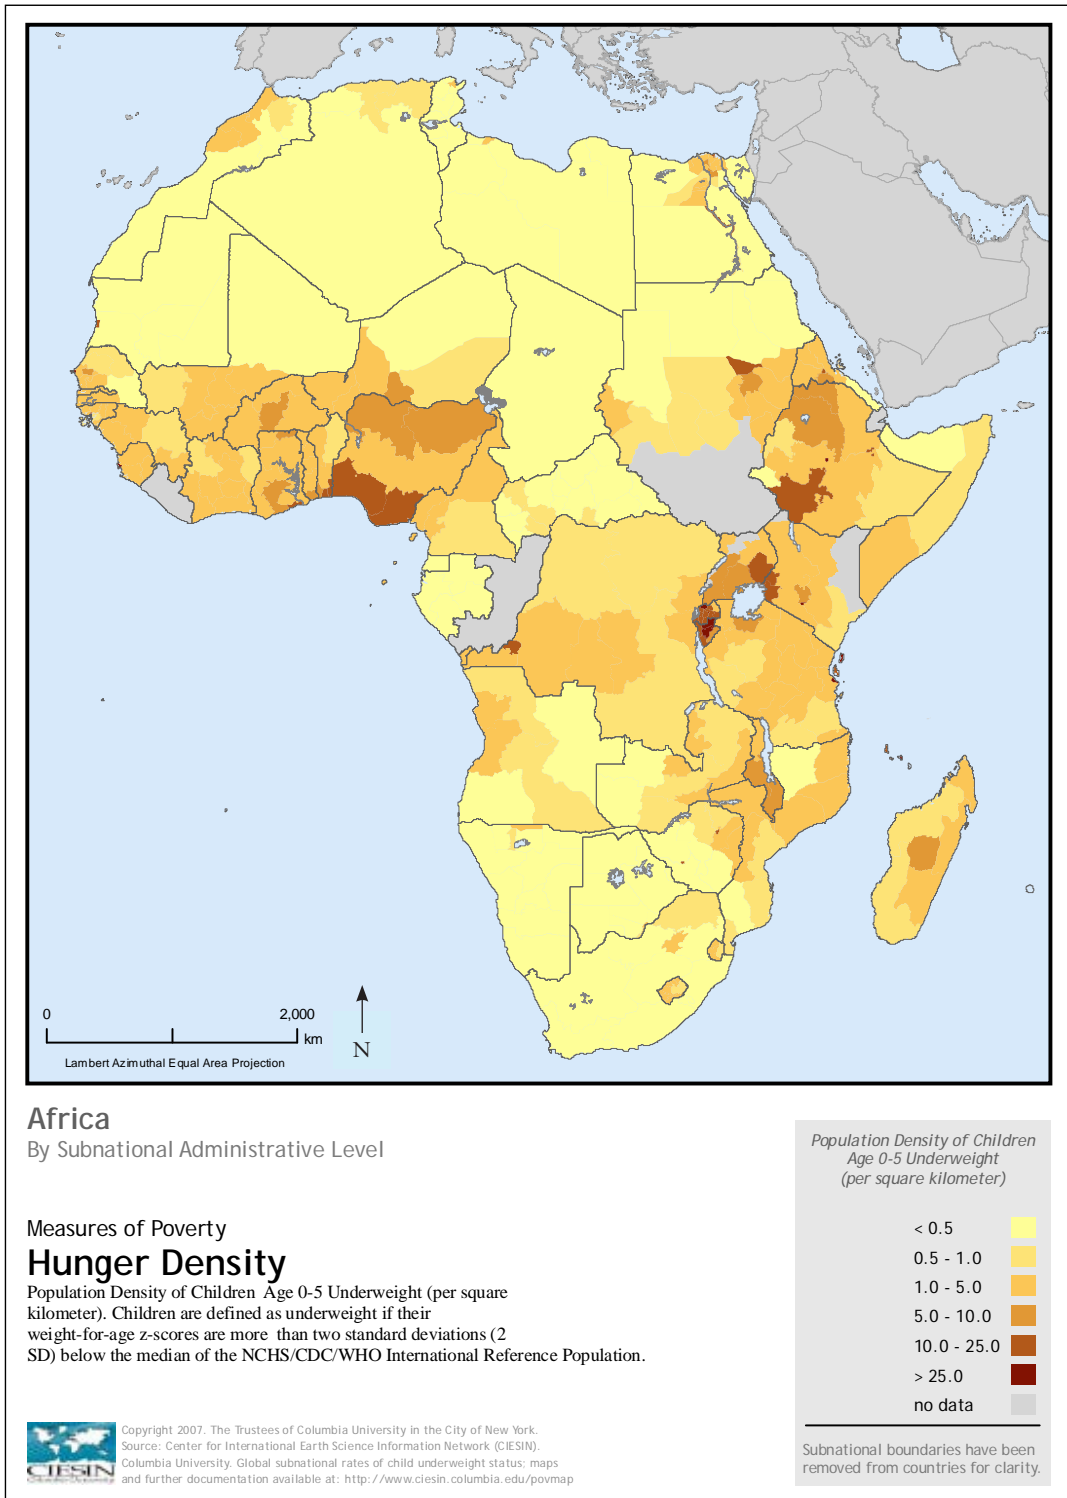 0
2,000
km
Lambert Azimuthal Equal Area Projection
N
Africa
By Subnational Administrative Level
Measures of Poverty
Hunger Density
Population Density of Children Age 0-5 Underweight (per square
kilometer). Children are defined as underweight if their
weight-for-age z-scores are more than two standard deviations (2
SD) below the median of the NCHS/CDC/WHO International Reference Population.
Population Density of Children
Age 0-5 Underweight
(per square kilometer)
< 0.5
0.5 - 1.0
1.0 - 5.0
5.0 - 10.0
10.0 - 25.0
> 25.0
no data
Subnational boundaries have been
removed from countries for clarity.
CIESIN
Copyright 2007. The Trustees of Columbia University in the City of New York.
Source: Center for International Earth Science Information Network (CIESIN).
Columbia University. Global subnational rates of child underweight status; maps
and further documentation available at: http://www.ciesin.columbia.edu/povmap